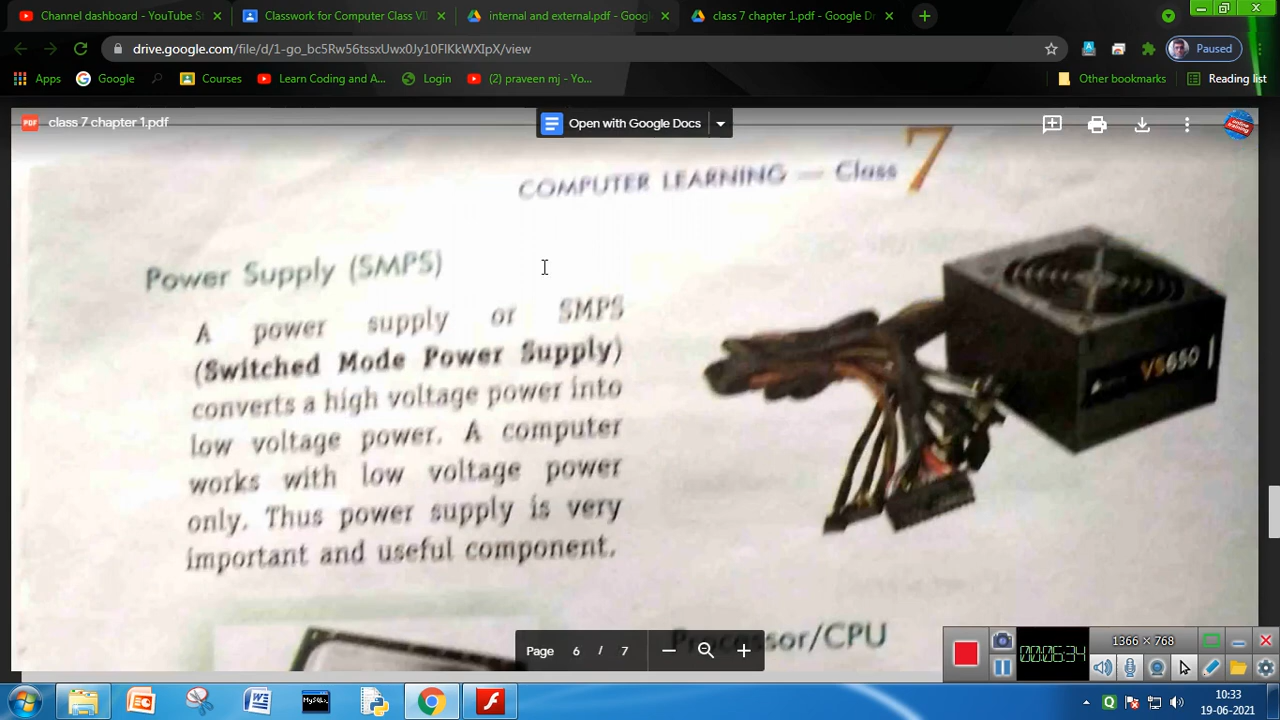 Channel dashboard - YouTube S
Classwork for Computer Class VI
internal and external.pdf - Goog
class 7 chapter 1.pdf - Google D
drive.google.com/file/d/1-go_bc5Rw56tssxUwx0Jy10FlKkWXIpX/view
Paused
Apps
Google
Courses
Learn Coding and A...
Login
(2) praveen mj - Yo...
Other bookmarks
Reading list
PDF
class 7 chapter 1.pdf
Open with Google Docs
COMPUTER LEARNING — Class 7
Power Supply (SMPS)
A power supply or SMPS
(Switched Mode Power Supply)
converts a high voltage power into
low voltage power. A computer
works with low voltage power
only. Thus power supply is very
important and useful component.
VS650
Processor/CPU
Page 6 / 7
1366 × 768
00:06:34
MySQL
10:33
19-06-2021